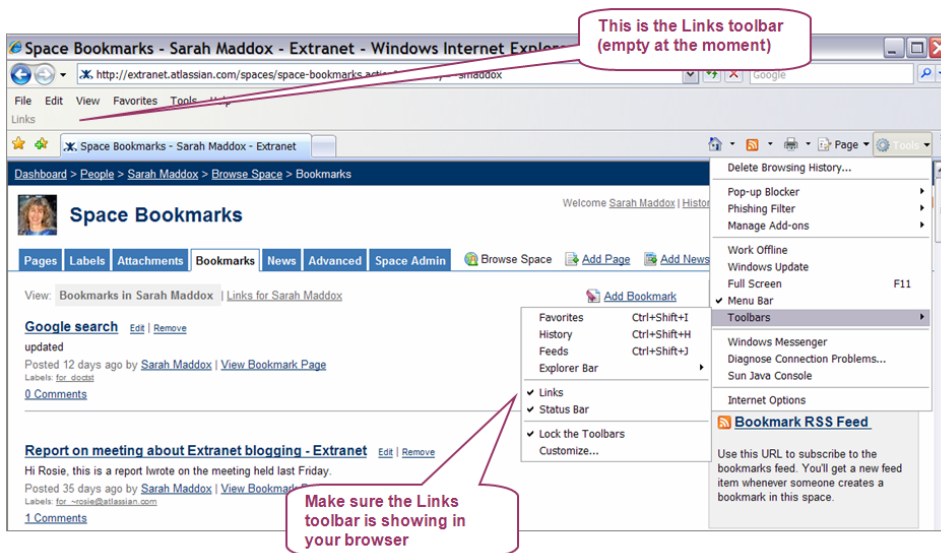 This is the Links toolbar
(empty at the moment)
Space Bookmarks - Sarah Maddox - Extranet - Windows Internet Explorer
http://extranet.atlassian.com/spaces/space-bookmarks.action
maddox
Google
File Edit View Favorites Tools Help
Links
Space Bookmarks - Sarah Maddox - Extranet
Page
Tools
Dashboard > People > Sarah Maddox > Browse Space > Bookmarks
Space Bookmarks
Welcome Sarah Maddox | Histor
Pages Labels Attachments Bookmarks News Advanced Space Admin Browse Space Add Page Add News
View: Bookmarks in Sarah Maddox | Links for Sarah Maddox
Add Bookmark
Google search Edit | Remove
updated
Posted 12 days ago by Sarah Maddox | View Bookmark Page
Labels: for_doctst
0 Comments
Report on meeting about Extranet blogging - Extranet Edit | Remove
Hi Rosie, this is a report Iwrote on the meeting held last Friday.
Posted 35 days ago by Sarah Maddox | View Bookmark
Labels: for_~rosie@atlassian.com
1 Comments
Delete Browsing History...
Pop-up Blocker
Phishing Filter
Manage Add-ons
Work Offline
Windows Update
Full Screen F11
Menu Bar
Toolbars
Windows Messenger
Diagnose Connection Problems...
Sun Java Console
Internet Options
Favorites Ctrl+Shift+I
History Ctrl+Shift+H
Feeds Ctrl+Shift+J
Explorer Bar
Links
Status Bar
Lock the Toolbars
Customize...
Bookmark RSS Feed
Use this URL to subscribe to the
bookmarks feed. You'll get a new feed
item whenever someone creates a
bookmark in this space.
Make sure the Links
toolbar is showing in
your browser